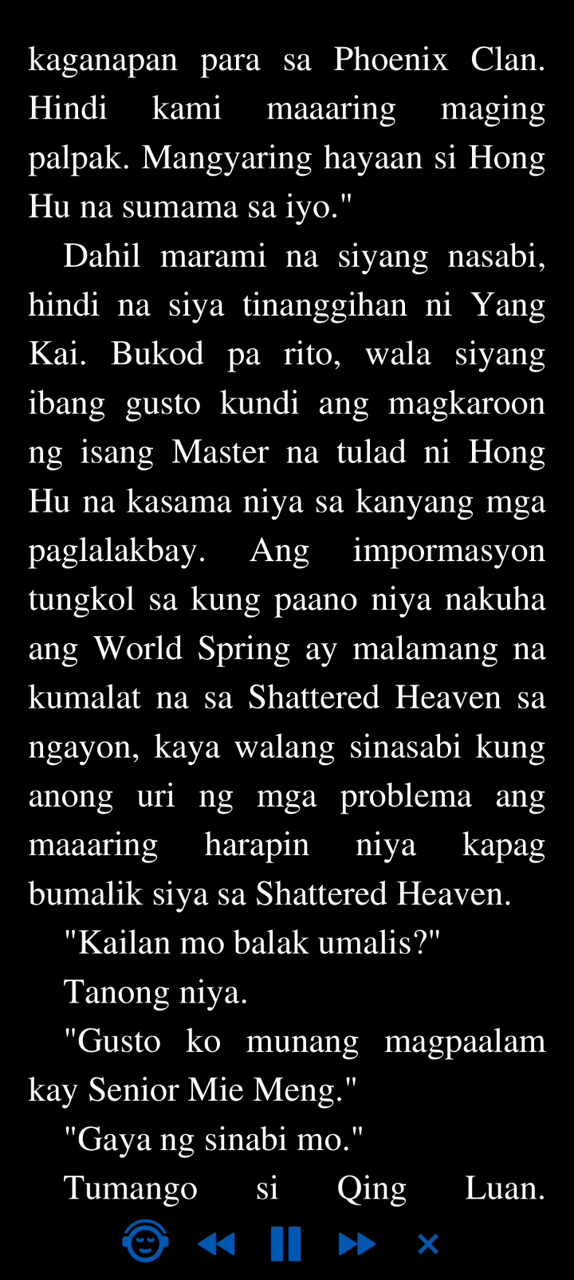 kaganapan para sa Phoenix Clan.
Hindi kami maaaring maging
palpak. Mangyaring hayaan si Hong
Hu na sumama sa iyo."
Dahil marami na siyang nasabi,
hindi na siya tinanggihan ni Yang
Kai. Bukod pa rito, wala siyang
ibang gusto kundi ang magkaroon
ng isang Master na tulad ni Hong
Hu na kasama niya sa kanyang mga
paglalakbay. Ang impormasyon
tungkol sa kung paano niya nakuha
ang World Spring ay malamang na
kumalat na sa Shattered Heaven sa
ngayon, kaya walang sinasabi kung
anong uri ng mga problema ang
maaaring harapin niya kapag
bumalik siya sa Shattered Heaven.
"Kailan mo balak umalis?"
Tanong niya.
"Gusto ko munang magpaalam
kay Senior Mie Meng."
"Gaya ng sinabi mo."
Tumango si Qing Luan.